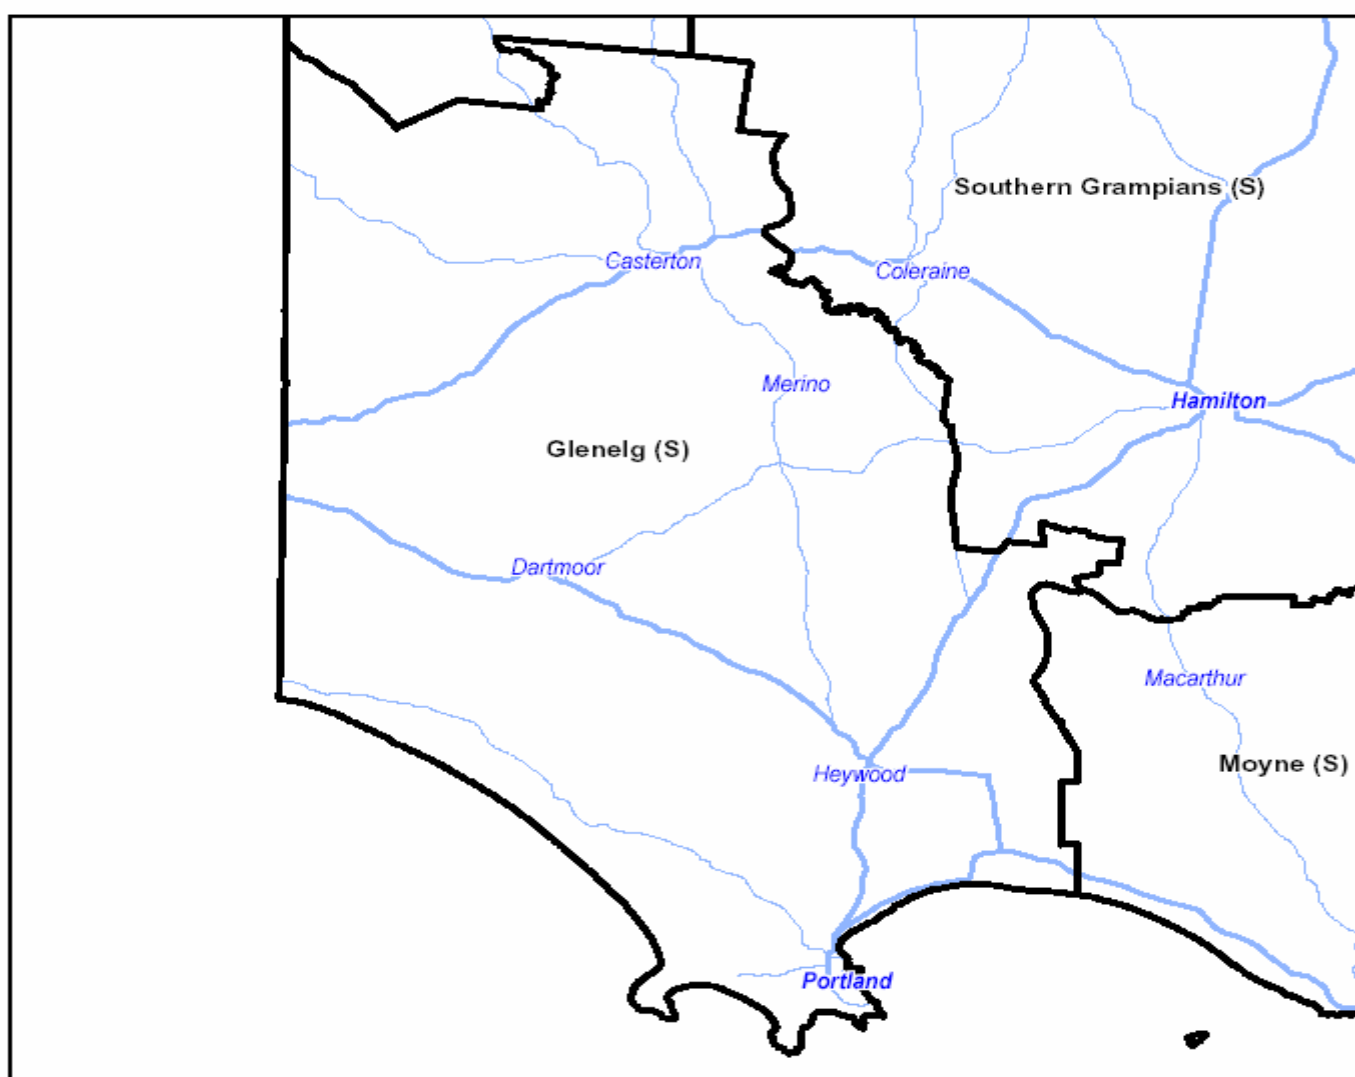 Southern Grampians (S)
Casterton
Coleraine
Merino
Hamilton
Glenelg (S)
Dartmoor
Macarthur
Moyne (S)
Heywood
Portland